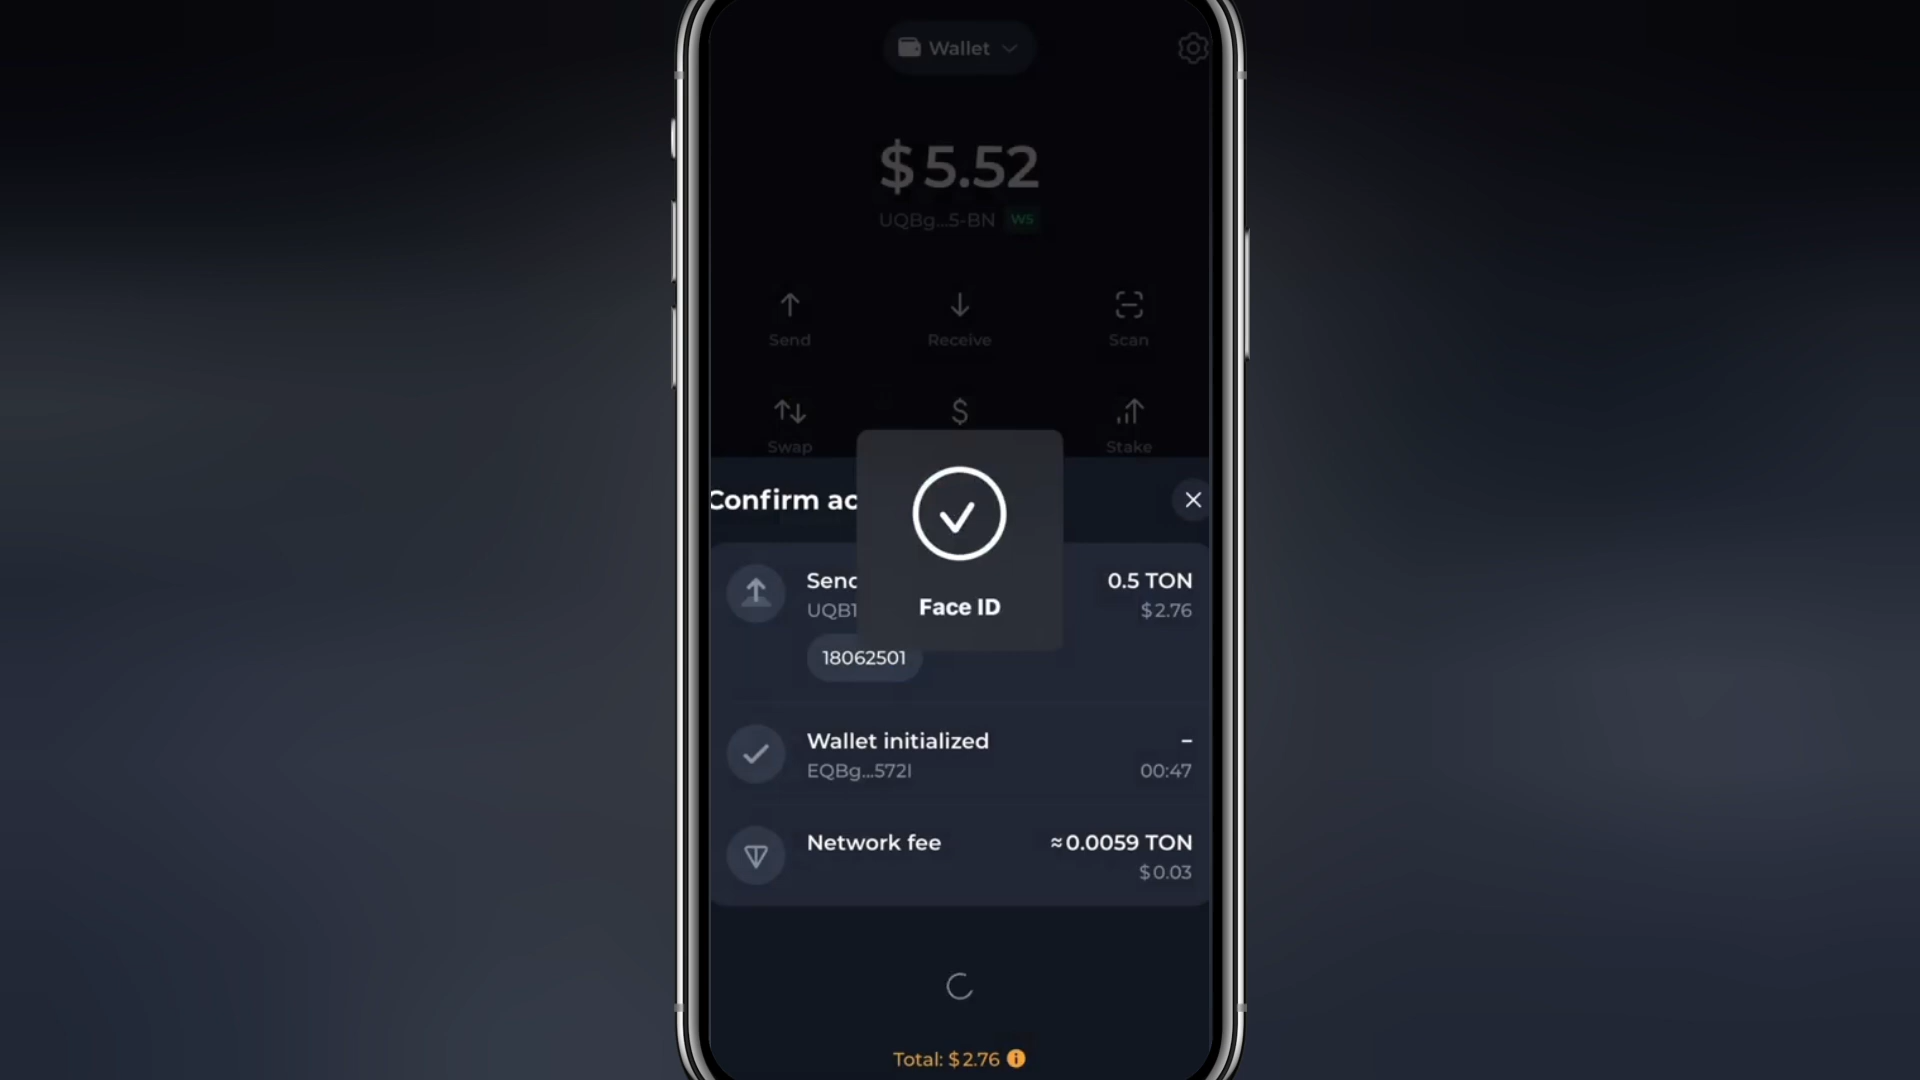 Wallet
$5.52
UQBg...5-BN W5
Send Receive Scan
Swap Stake
Confirm ac
Face ID
Send 0.5 TON
UQB1 $2.76
18062501
Wallet initialized –
EQBg...572I 00:47
Network fee ≈0.0059 TON
$0.03
Total: $2.76